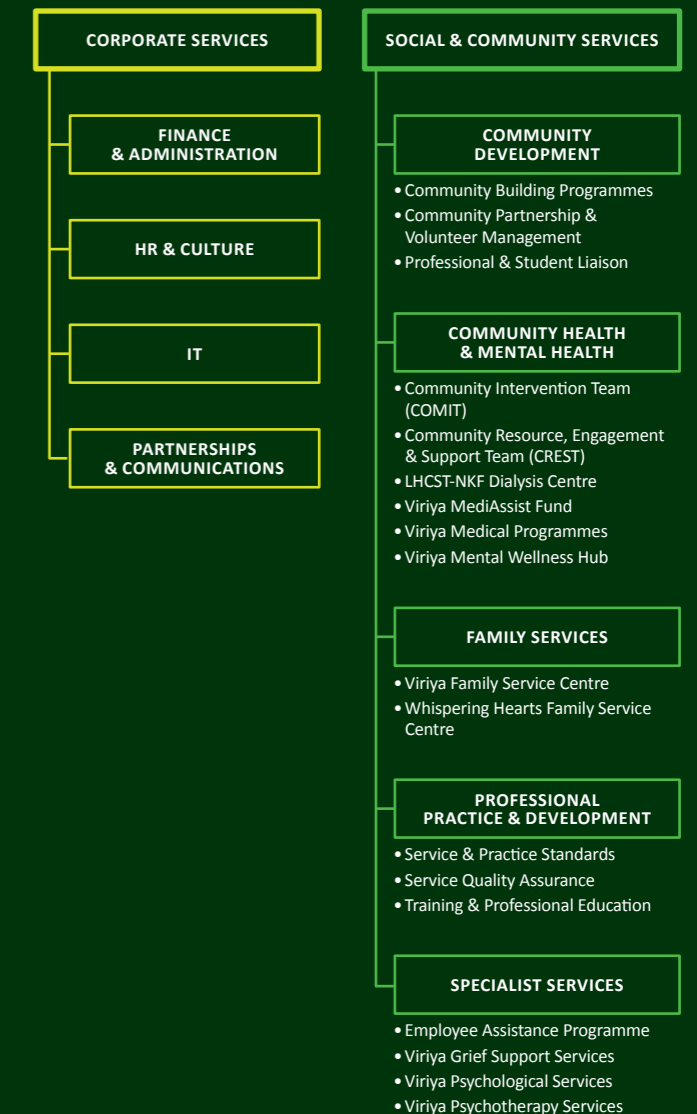 CORPORATE SERVICES
FINANCE
& ADMINISTRATION
HR & CULTURE
IT
PARTNERSHIPS
& COMMUNICATIONS
SOCIAL & COMMUNITY SERVICES
COMMUNITY
DEVELOPMENT
• Community Building Programmes
• Community Partnership &
Volunteer Management
• Professional & Student Liaison
COMMUNITY HEALTH
& MENTAL HEALTH
• Community Intervention Team
(COMIT)
• Community Resource, Engagement
& Support Team (CREST)
• LHCST-NKF Dialysis Centre
• Viriya MediAssist Fund
• Viriya Medical Programmes
• Viriya Mental Wellness Hub
FAMILY SERVICES
• Viriya Family Service Centre
• Whispering Hearts Family Service
Centre
PROFESSIONAL
PRACTICE & DEVELOPMENT
• Service & Practice Standards
• Service Quality Assurance
• Training & Professional Education
SPECIALIST SERVICES
• Employee Assistance Programme
• Viriya Grief Support Services
• Viriya Psychological Services
• Viriya Psychotherapy Services